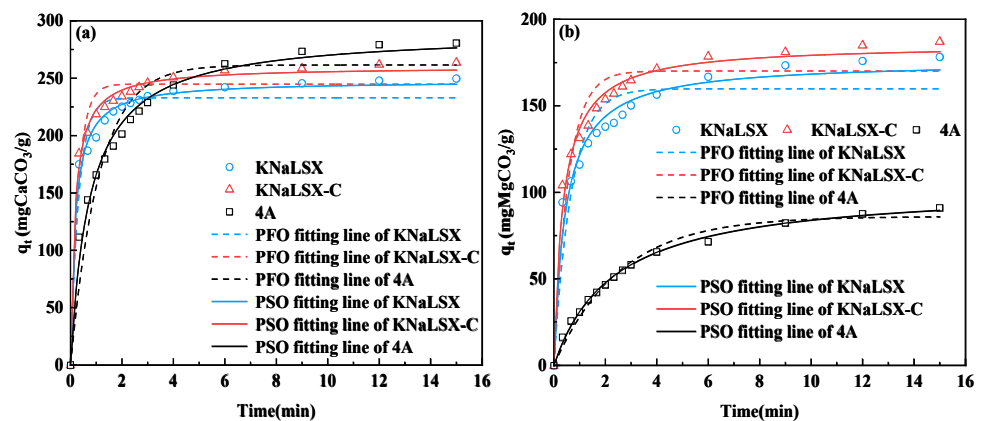 (a)
300
250
200
150
100
50
0
qt (mgCaCO3/g)
KNaLSX
KNaLSX-C
4A
PFO fitting line of KNaLSX
PFO fitting line of KNaLSX-C
PFO fitting line of 4A
PSO fitting line of KNaLSX
PSO fitting line of KNaLSX-C
PSO fitting line of 4A
0 2 4 6 8 10 12 14 16
Time(min)
(b)
200
150
100
50
0
qt (mgMgCO3/g)
KNaLSX KNaLSX-C 4A
PFO fitting line of KNaLSX
PFO fitting line of KNaLSX-C
PFO fitting line of 4A
PSO fitting line of KNaLSX
PSO fitting line of KNaLSX-C
PSO fitting line of 4A
0 2 4 6 8 10 12 14 16
Time(min)